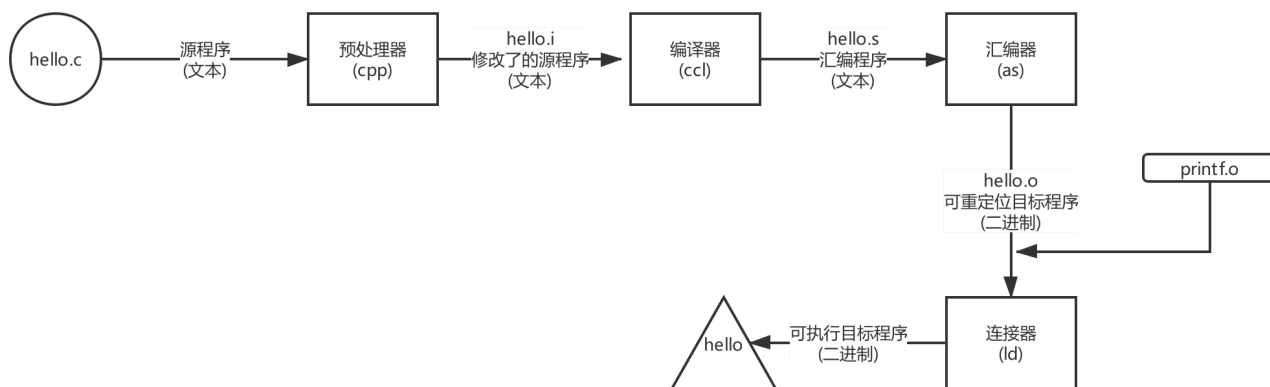 hello.c
源程序
(文本)
预处理器
(cpp)
hello.i
修改了的源程序
(文本)
编译器
(ccl)
hello.s
汇编程序
(文本)
汇编器
(as)
hello.o
可重定位目标程序
(二进制)
printf.o
连接器
(ld)
可执行目标程序
(二进制)
hello